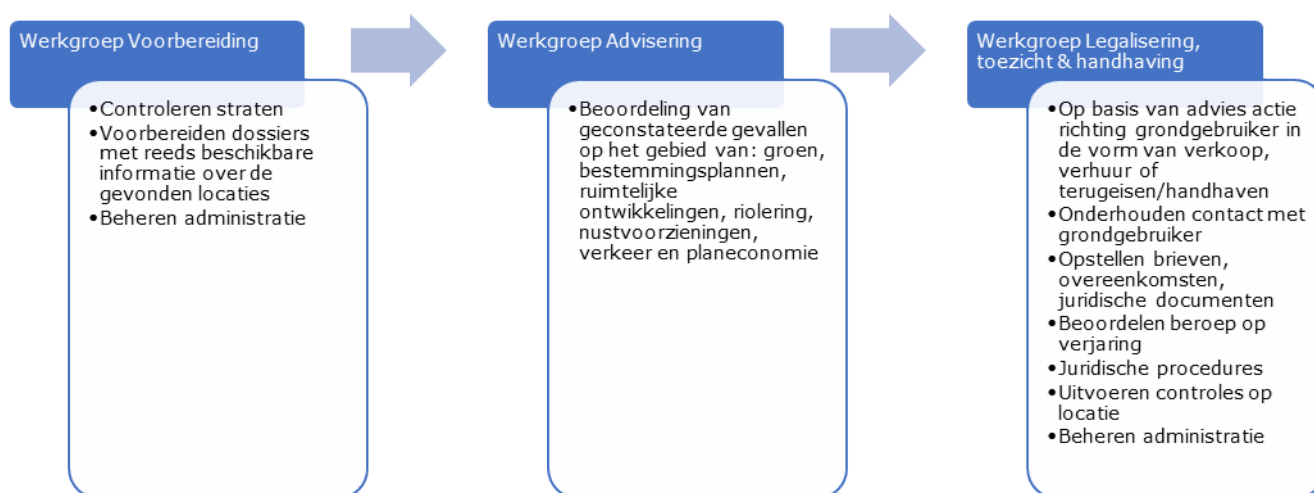 Werkgroep Voorbereiding
•Controleren straten
•Voorbereiden dossiers
met reeds beschikbare
informatie over de
gevonden locaties
•Beheren administratie
Werkgroep Advisering
•Beoordeling van
geconstateerde gevallen
op het gebied van: groen,
bestemmingsplannen,
ruimtelijke
ontwikkelingen, riolering,
nustvoorzieningen,
verkeer en planeconomie
Werkgroep Legalisering,
toezicht & handhaving
•Op basis van advies actie
richting grondgebruiker in
de vorm van verkoop,
verhuur of
terugeisen/handhaven
•Onderhouden contact met
grondgebruiker
•Opstellen brieven,
overeenkomsten,
juridische documenten
•Beoordelen beroep op
verjaring
•Juridische procedures
•Uitvoeren controles op
locatie
•Beheren administratie